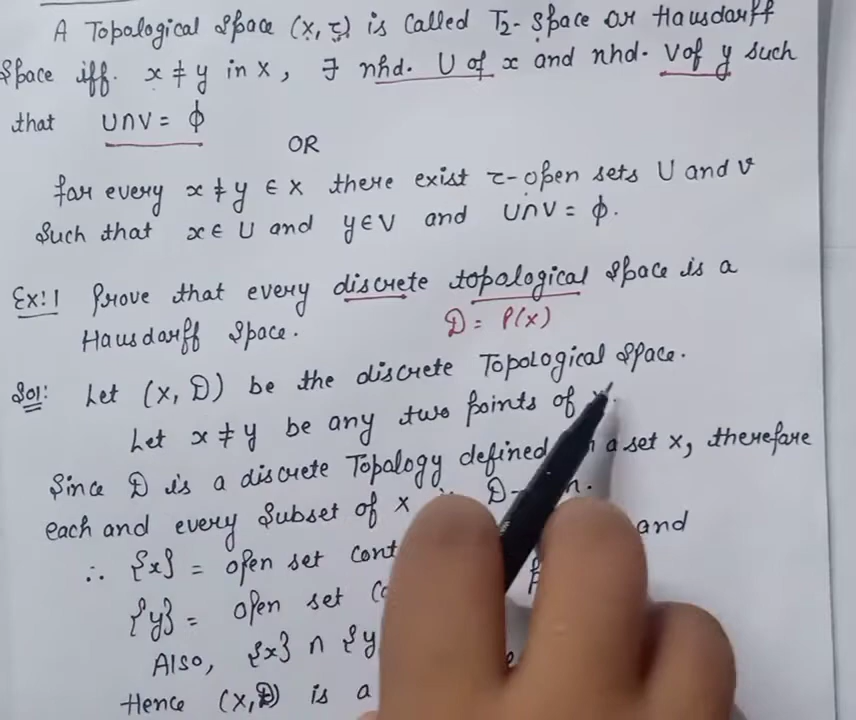 A Topological Space (X, τ) is called T₂- Space or Hausdorff
Space iff. x ≠ y in X, ∃ nhd. U of x and nhd. V of y such
that U∩V = ϕ
OR
for every x ≠ y ∈ X there exist τ-open sets U and V
Such that x ∈ U and y ∈ V and U∩V = ϕ.
Ex:1 Prove that every discrete topological space is a
Hausdorff Space.
D = P(X)
Sol: Let (X, D) be the discrete Topological Space.
Let x ≠ y be any two points of
Since D is a discrete Topology defined a set X, therefore
each and every Subset of X D-
∴ {x} = open set and
{y} = open set
Also, {x} ∩ {y
Hence (X, D) is a